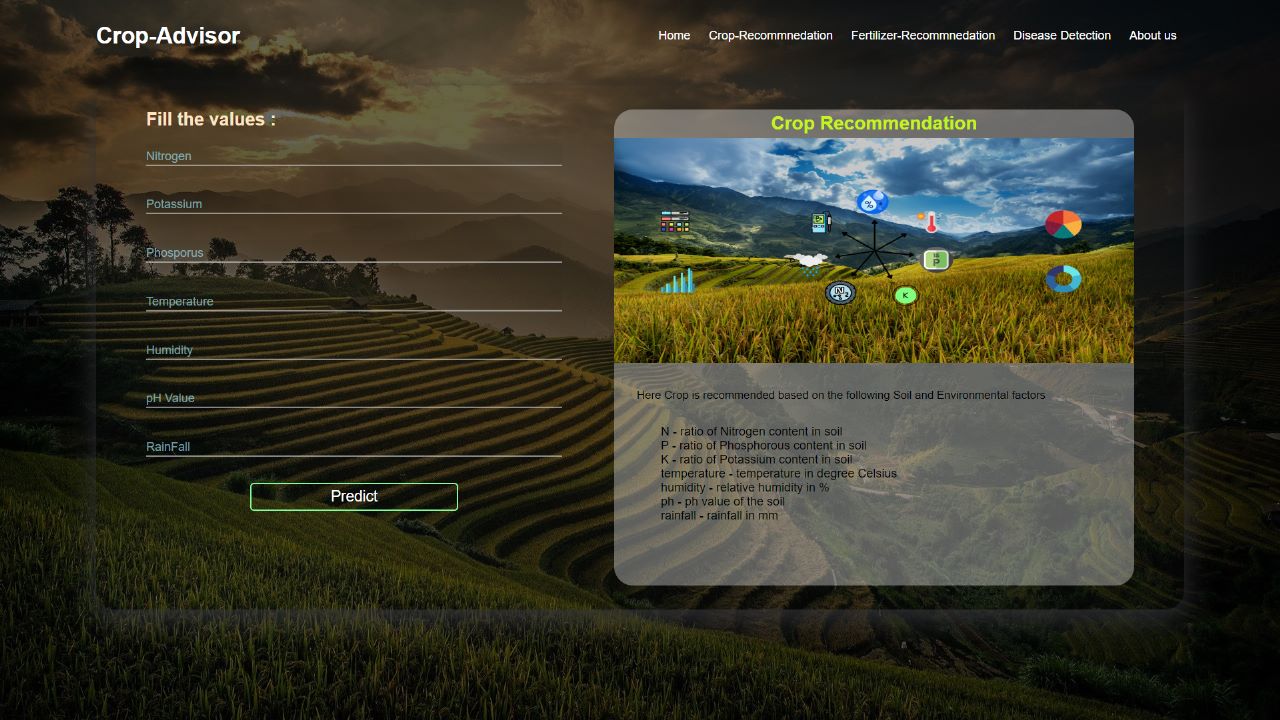 Crop-Advisor
Home Crop-Recommnedation Fertilizer-Recommnedation Disease Detection About us
Fill the values :
Nitrogen
Potassium
Phosporus
Temperature
Humidity
pH Value
RainFall
Predict
Crop Recommendation
%
P
N
K
Here Crop is recommended based on the following Soil and Environmental factors
N - ratio of Nitrogen content in soil
P - ratio of Phosphorous content in soil
K - ratio of Potassium content in soil
temperature - temperature in degree Celsius
humidity - relative humidity in %
ph - ph value of the soil
rainfall - rainfall in mm